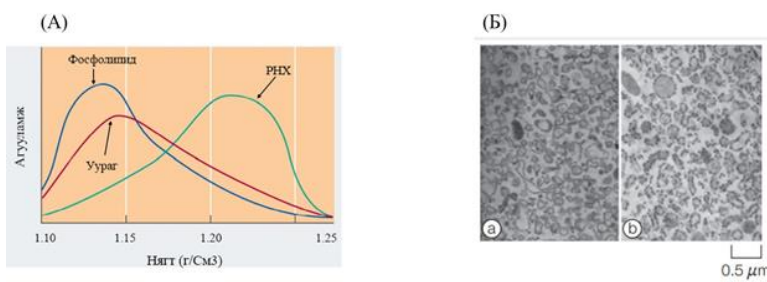 (А)
Фосфолипид
РНХ
Уураг
Агууламж
1.10
1.15
1.20
1.25
Нягт (г/См3)
(Б)
a
b
0.5 μm